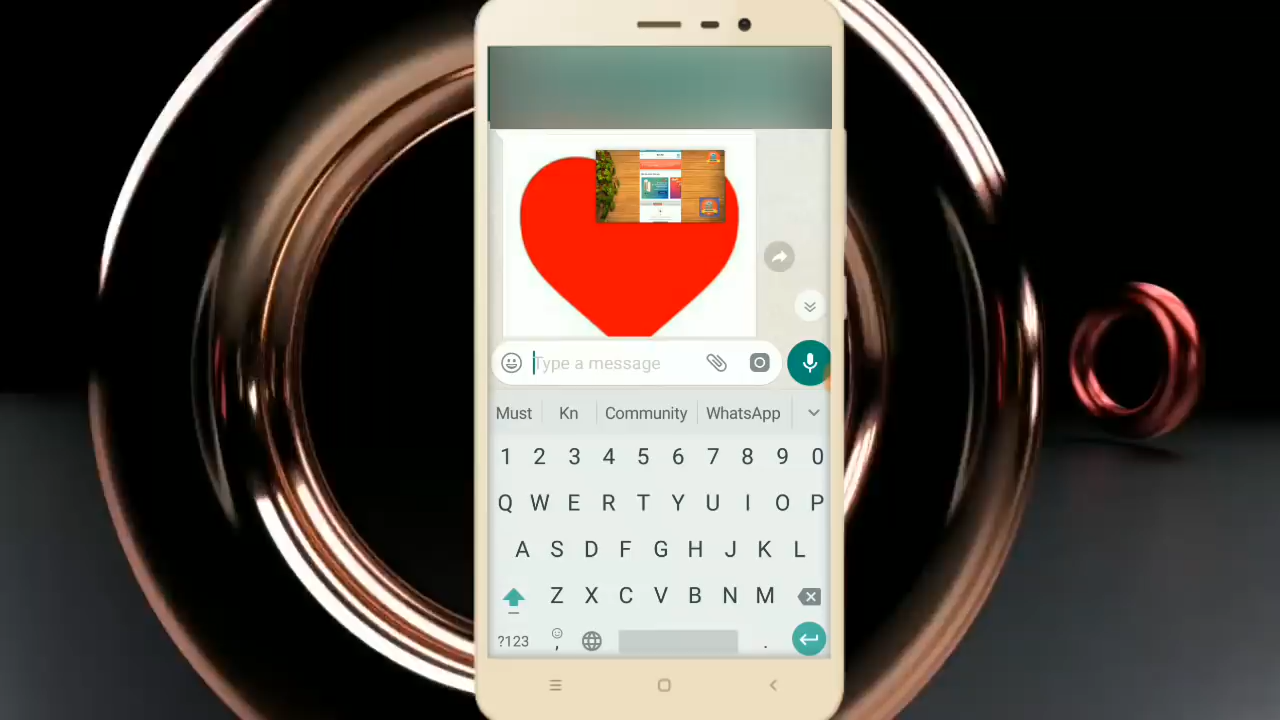 Type a message
Must Kn Community WhatsApp
1 2 3 4 5 6 7 8 9 0
Q W E R T Y U I O P
A S D F G H J K L
Z X C V B N M
?123 , .